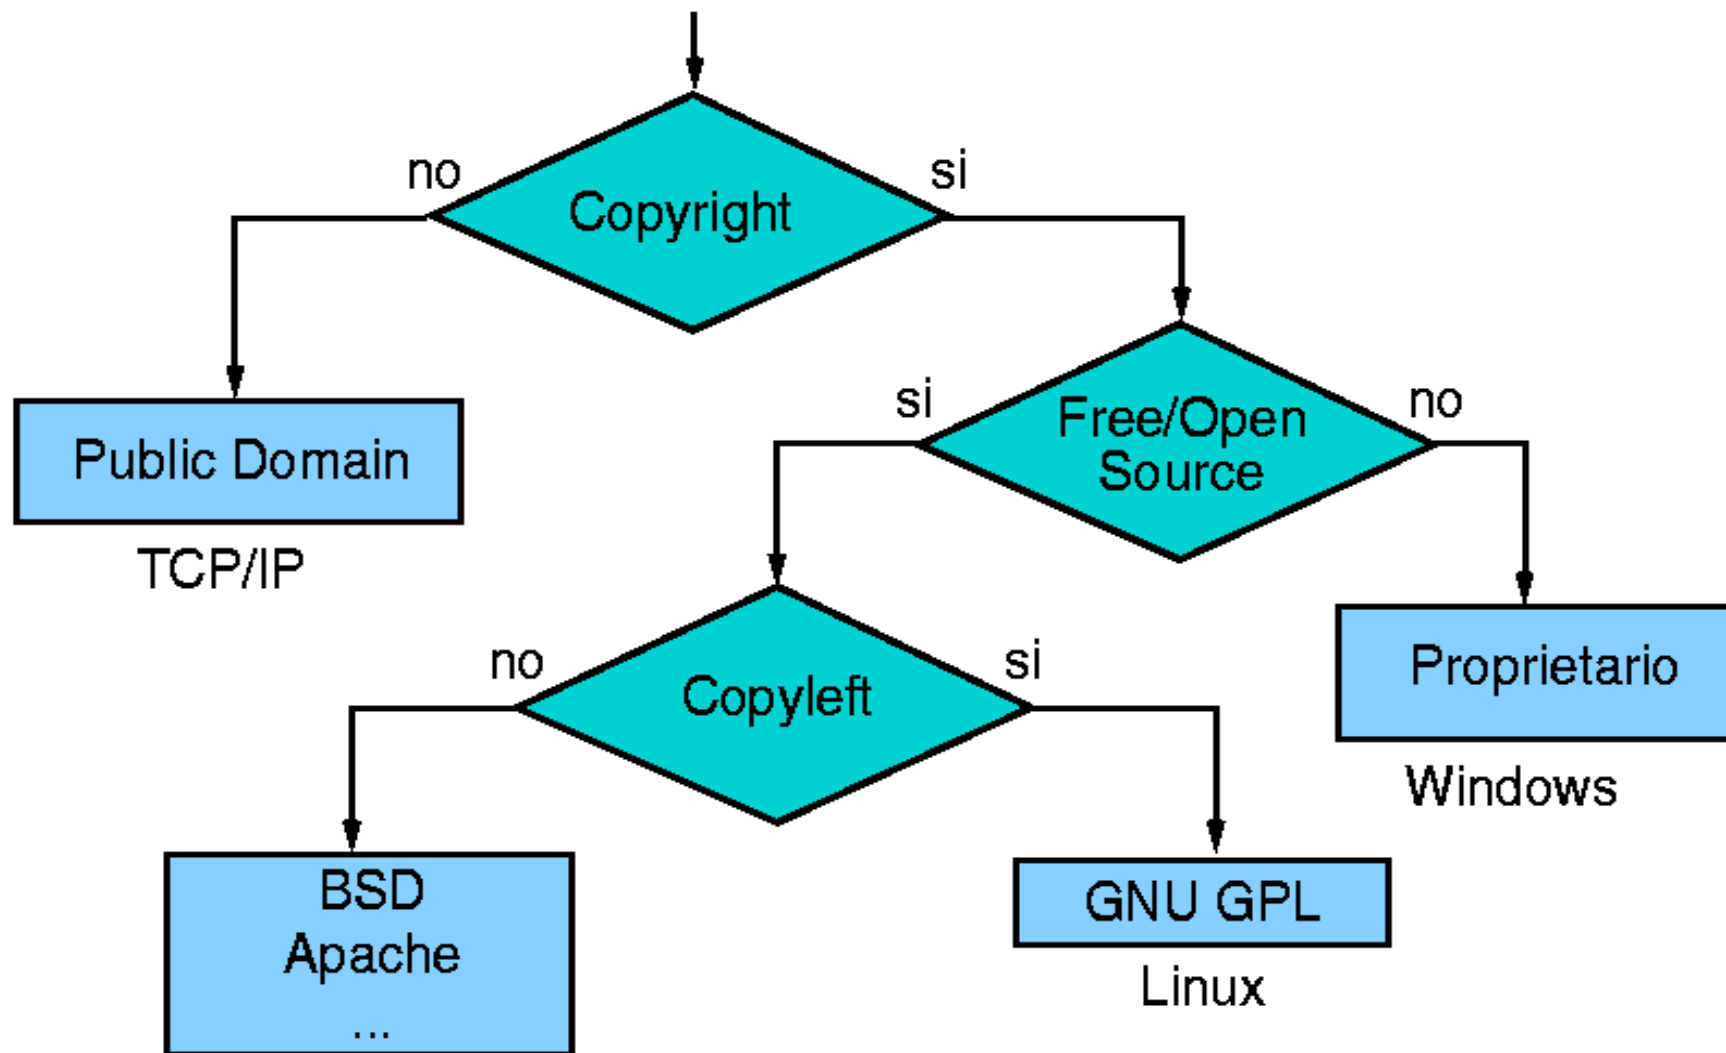 no
si
Copyright
si
no
Free/Open
Source
Public Domain
TCP/IP
no
si
Copyleft
Proprietario
Windows
BSD
Apache
...
GNU GPL
Linux